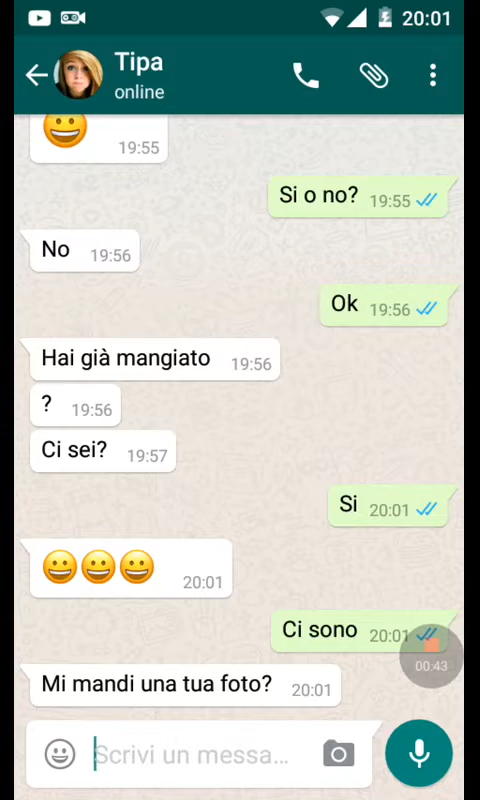 20:01
Tipa
online
19:55
Si o no? 19:55
No 19:56
Ok 19:56
Hai già mangiato 19:56
? 19:56
Ci sei? 19:57
Si 20:01
20:01
Ci sono 20:01
00:43
Mi mandi una tua foto? 20:01
Scrivi un messa...